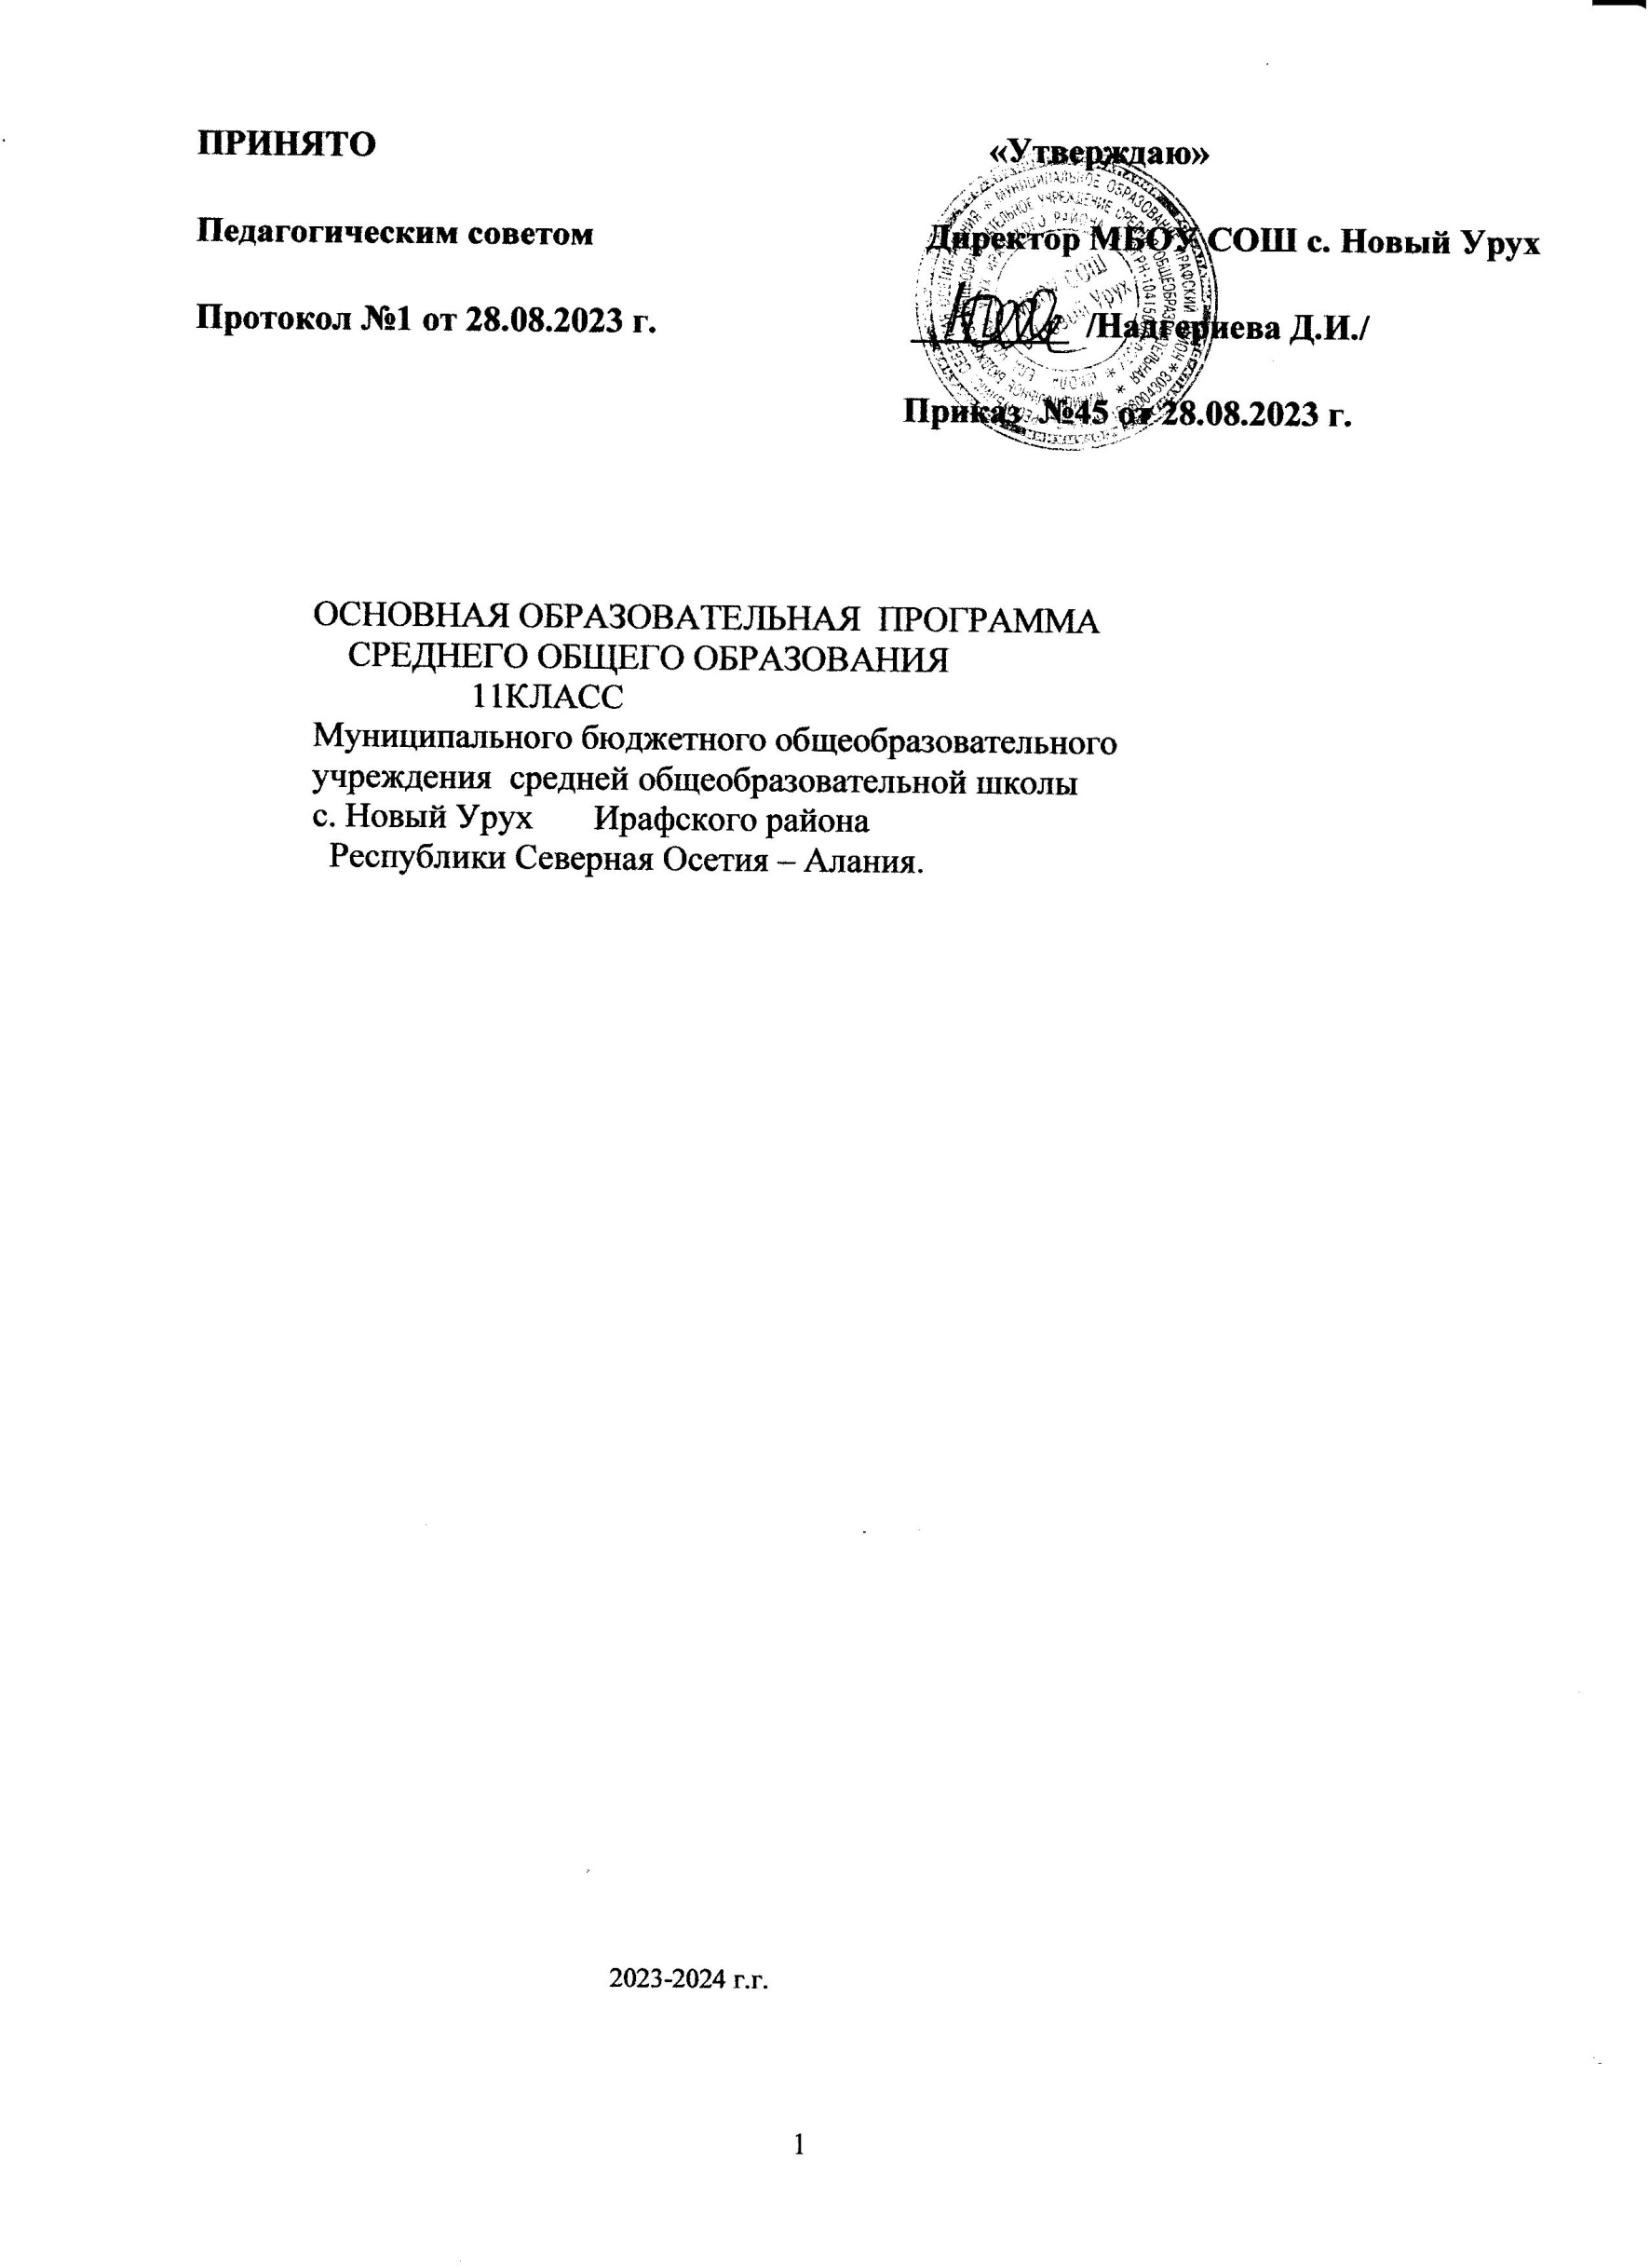 ПРИНЯТО
«Утверждаю»
Педагогическим советом
Директор МБОУ СОШ с. Новый Урух
Протокол №1 от 28.08.2023 г.
/Надгериева Д.И./
Приказ №45 от 28.08.2023 г.
ОСНОВНАЯ ОБРАЗОВАТЕЛЬНАЯ ПРОГРАММА
СРЕДНЕГО ОБЩЕГО ОБРАЗОВАНИЯ
11КЛАСС
Муниципального бюджетного общеобразовательного
учреждения средней общеобразовательной школы
с. Новый Урух Ирафского района
Республики Северная Осетия – Алания.
2023-2024 г.г.
1